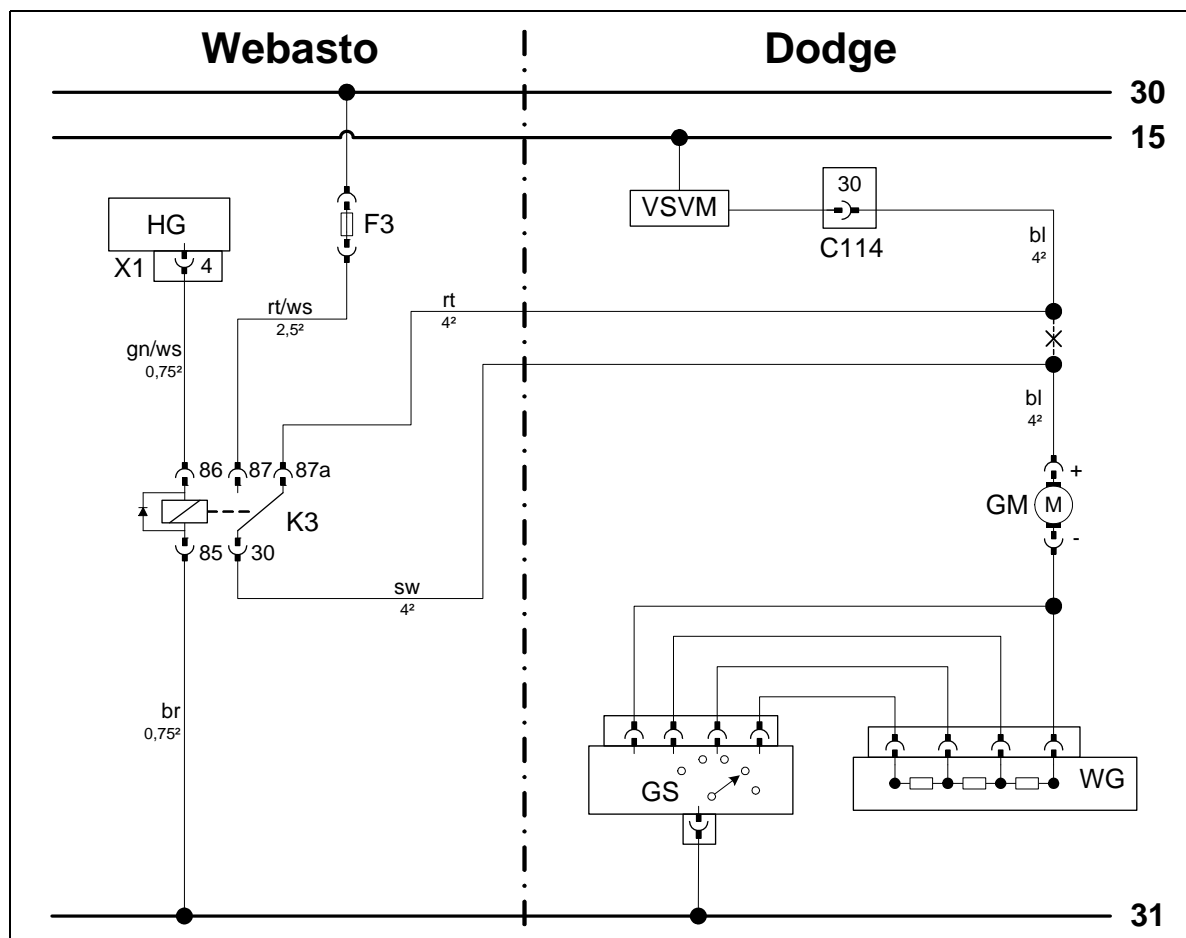 Webasto Dodge
30
15
30
HG
VSVM
F3
X1 4
C114
bl
4²
rt/ws
2,5²
rt
4²
gn/ws
0,75²
bl
4²
86 87 87a
+
GM M
K3
-
85 30
sw
4²
br
0,75²
GS
WG
31